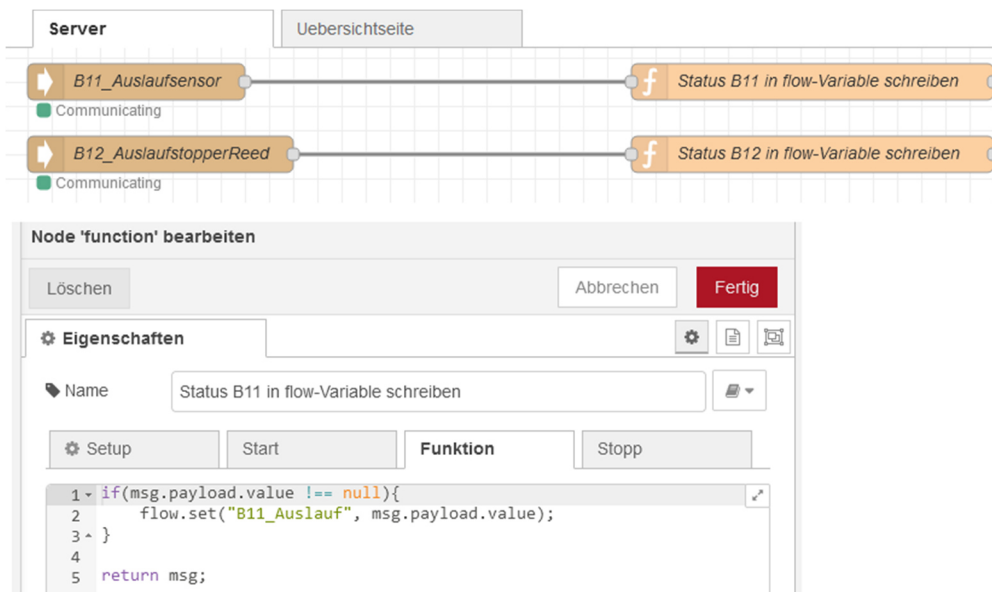 Server
Uebersichtseite
B11_Auslaufsensor
Status B11 in flow-Variable schreiben
Communicating
B12_AuslaufstopperReed
Status B12 in flow-Variable schreiben
Communicating
Node 'function' bearbeiten
Löschen
Abbrechen
Fertig
Eigenschaften
Name
Status B11 in flow-Variable schreiben
Setup
Start
Funktion
Stopp
1 if(msg.payload.value !== null){
2 flow.set("B11_Auslauf", msg.payload.value);
3 }
4
5 return msg;